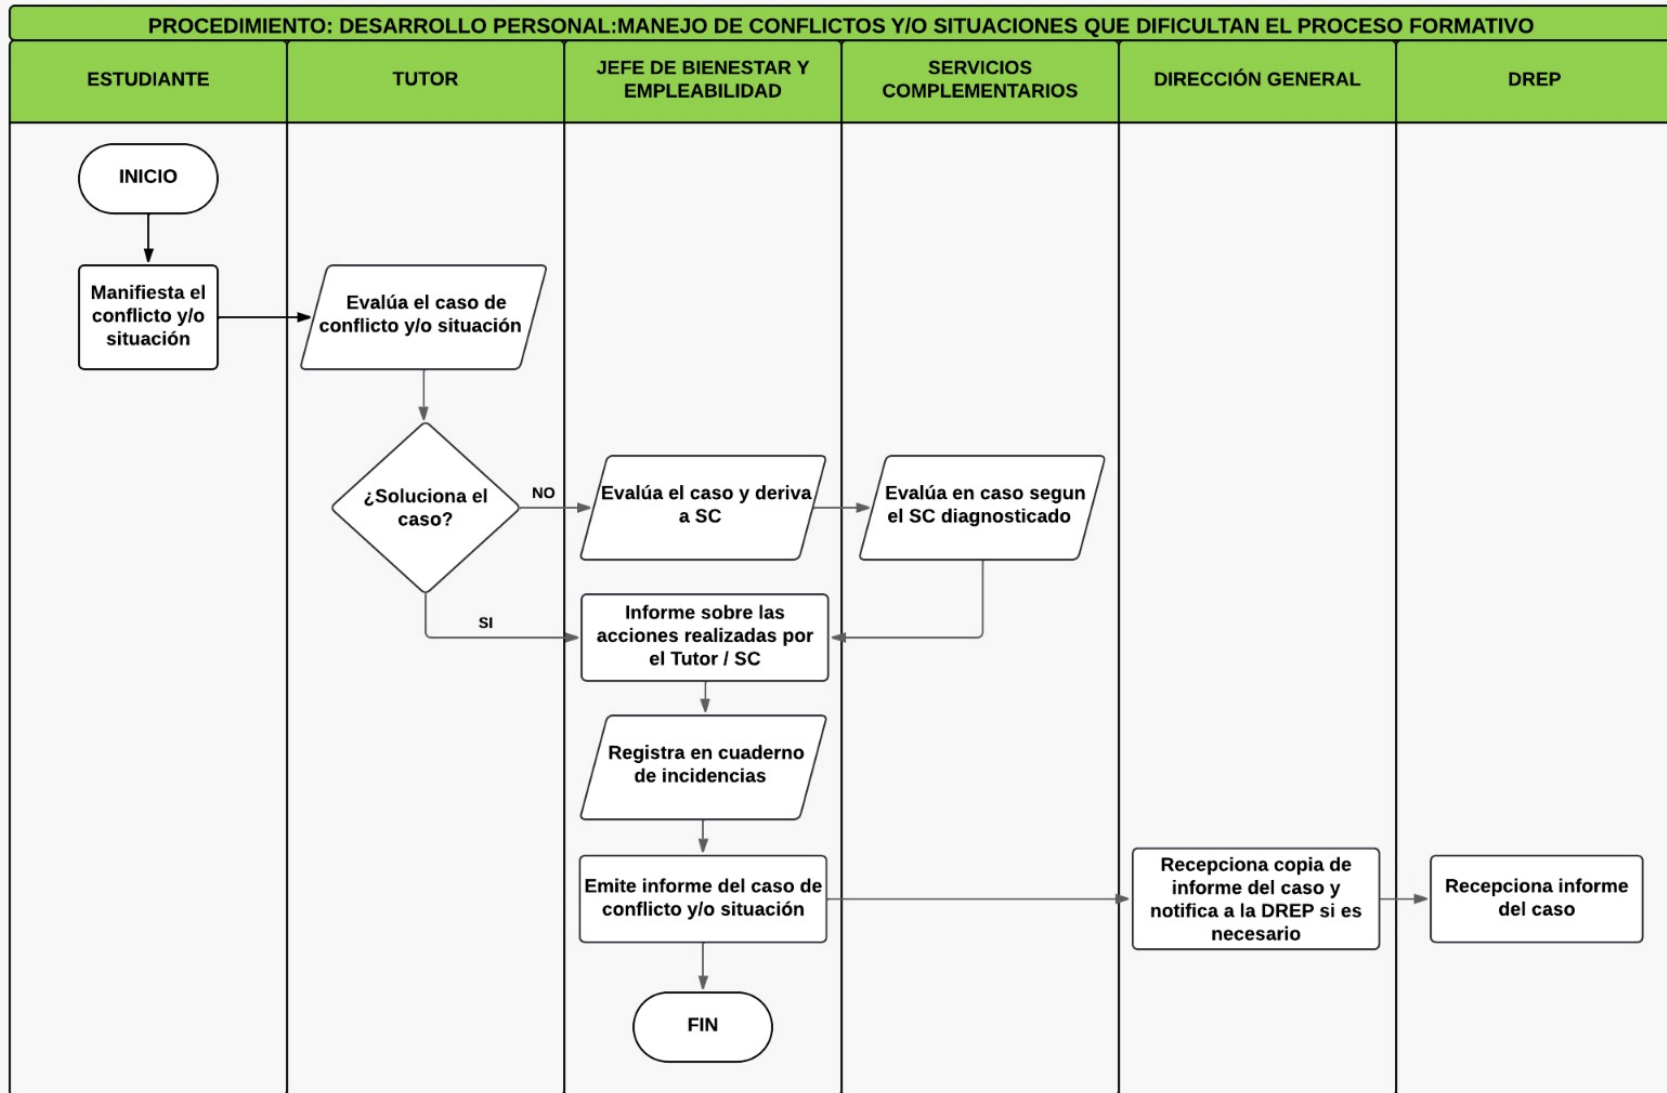 PROCEDIMIENTO: DESARROLLO PERSONAL:MANEJO DE CONFLICTOS Y/O SITUACIONES QUE DIFICULTAN EL PROCESO FORMATIVO
ESTUDIANTE
TUTOR
JEFE DE BIENESTAR Y
EMPLEABILIDAD
SERVICIOS
COMPLEMENTARIOS
DIRECCIÓN GENERAL
DREP
INICIO
Manifiesta el
conflicto y/o
situación
Evalúa el caso de
conflicto y/o situación
¿Soluciona el
caso?
NO
Evalúa el caso y deriva
a SC
Evalúa en caso segun
el SC diagnosticado
SI
Informe sobre las
acciones realizadas por
el Tutor / SC
Registra en cuaderno
de incidencias
Emite informe del caso de
conflicto y/o situación
Recepciona copia de
informe del caso y
notifica a la DREP si es
necesario
Recepciona informe
del caso
FIN